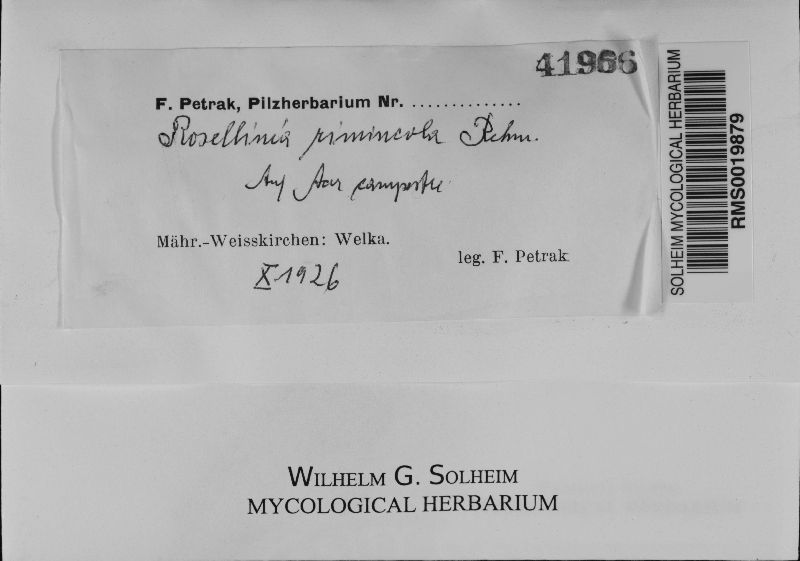 41966
F. Petrak, Pilzherbarium Nr. ..............
Rosellinia rimincola Rehm.
Auf Acer campestre
Mähr.-Weisskirchen: Welka.
leg. F. Petrak
X 1926
SOLHEIM MYCOLOGICAL HERBARIUM
RMS0019879
WILHELM G. SOLHEIM
MYCOLOGICAL HERBARIUM